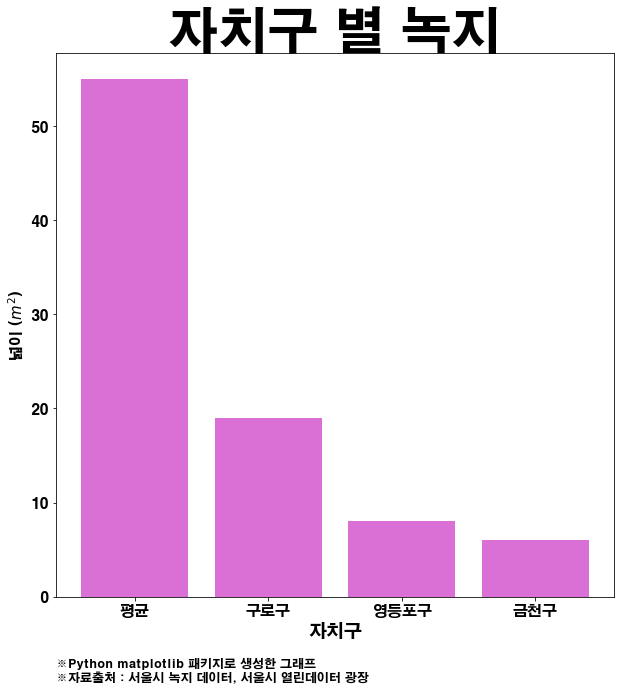 자치구 별 녹지
넓이 (m²)
50
40
30
20
10
0
평균 구로구 영등포구 금천구
자치구
※Python matplotlib 패키지로 생성한 그래프
※자료출처 : 서울시 녹지 데이터, 서울시 열린데이터 광장